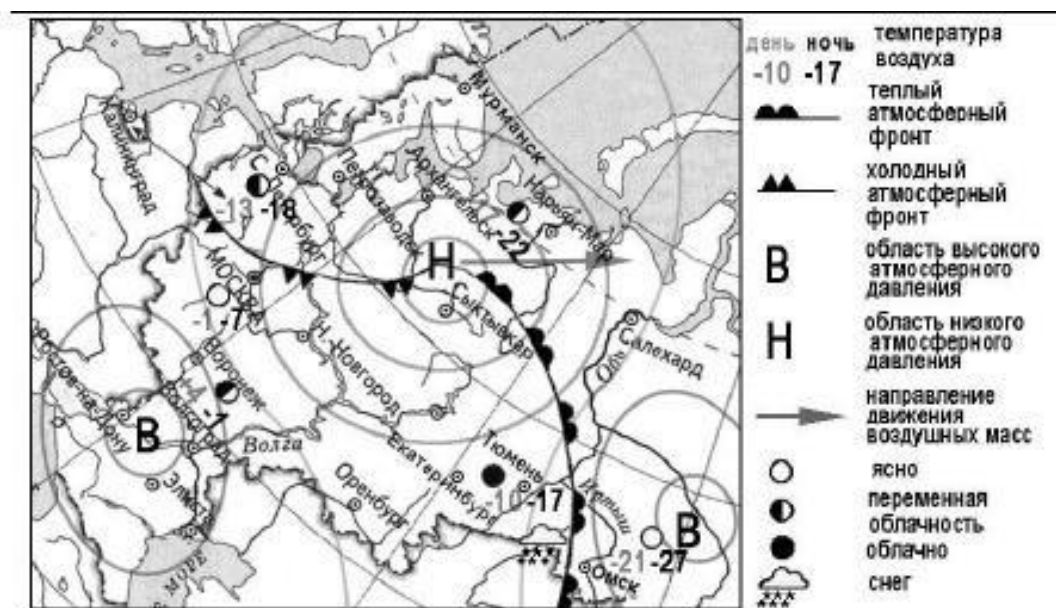 Мурманск
Калининград
С.-Петербург
Петрозаводск
Архангельск
Нарьян-Мар
-13 -18
-22
Н
МОСКВА
-1 -7
Сыктывкар
Салехард
Обь
Н. Новгород
Воронеж
+4 -7
Ростов-на-Дону
Волгоград
В
Волга
Екатеринбург
Тюмень
-10 -17
Оренбург
Элиста
Иртыш
В
-21 -27
Омск
МОРЕ
день ночь
-10 -17
температура
воздуха
теплый
атмосферный
фронт
холодный
атмосферный
фронт
В
область высокого
атмосферного
давления
Н
область низкого
атмосферного
давления
направление
движения
воздушных масс
ясно
переменная
облачность
облачно
снег